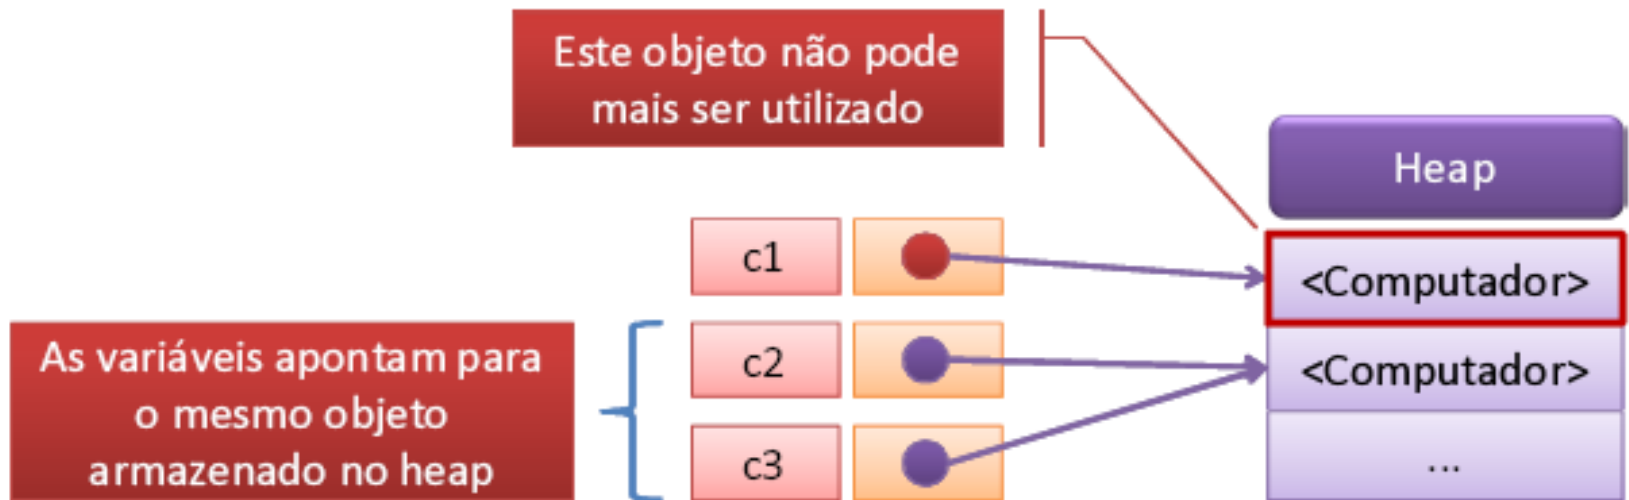 Este objeto não pode
mais ser utilizado
Heap
c1
<Computador>
As variáveis apontam para
o mesmo objeto
armazenado no heap
c2
<Computador>
c3
...